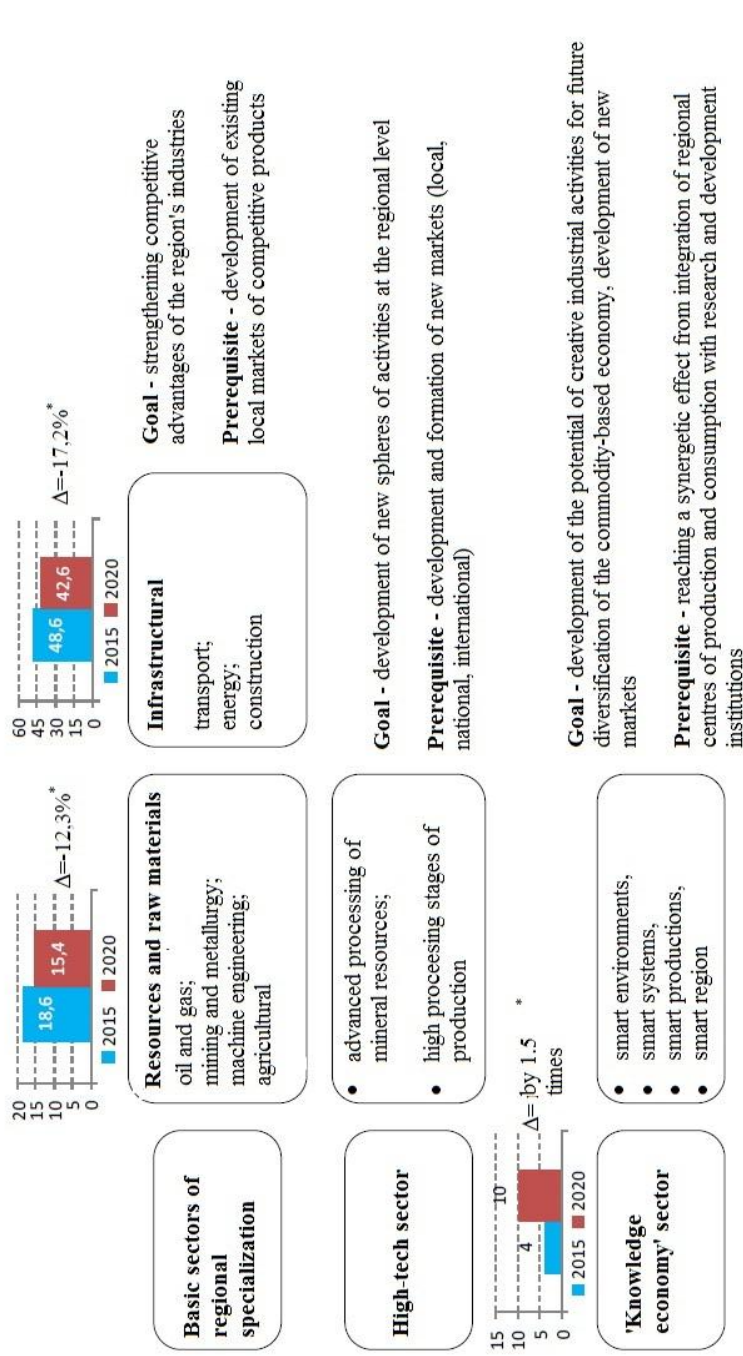 20
15
10
5
0
18,6
15,4
2015 2020
Δ=-12,3%*
60
45
30
15
0
48,6
42,6
2015 2020
Δ=-17,2%*
Basic sectors of
regional
specialization
Resources and raw materials
oil and gas;
mining and metallurgy;
machine engineering;
agricultural
Infrastructural
transport;
energy;
construction
Goal - strengthening competitive
advantages of the region's industries
Prerequisite - development of existing
local markets of competitive products
High-tech sector
• advanced processing of
mineral resources;
• high proceesing stages of
production
Goal - development of new spheres of activities at the regional level
Prerequisite - development and formation of new markets (local,
national, international)
15
10
5
0
4
10
2015 2020
Δ= by 1.5 *
times
'Knowledge
economy' sector
• smart environments,
• smart systems,
• smart productions,
• smart region
Goal - development of the potential of creative industrial activities for future
diversification of the commodity-based economy, development of new
markets
Prerequisite - reaching a synergetic effect from integration of regional
centres of production and consumption with research and development
institutions